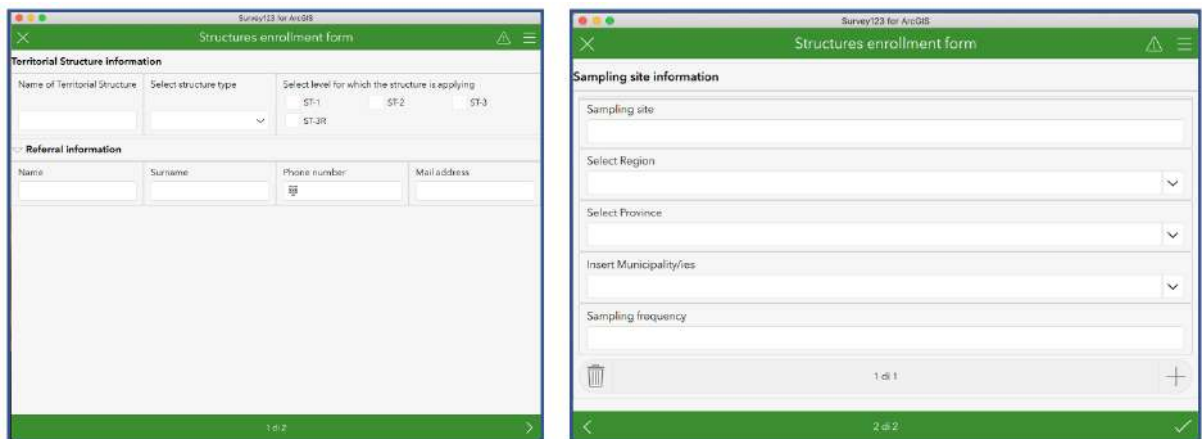 Survey123 for ArcGIS
Structures enrollment form
Territorial Structure information
Name of Territorial Structure
Select structure type
Select level for which the structure is applying
ST-1 ST-2 ST-3
ST-3R
Referral information
Name
Surname
Phone number
Mail address
1 di 2
Survey123 for ArcGIS
Structures enrollment form
Sampling site information
Sampling site
Select Region
Select Province
Insert Municipality/ies
Sampling frequency
1 di 1
2 di 2